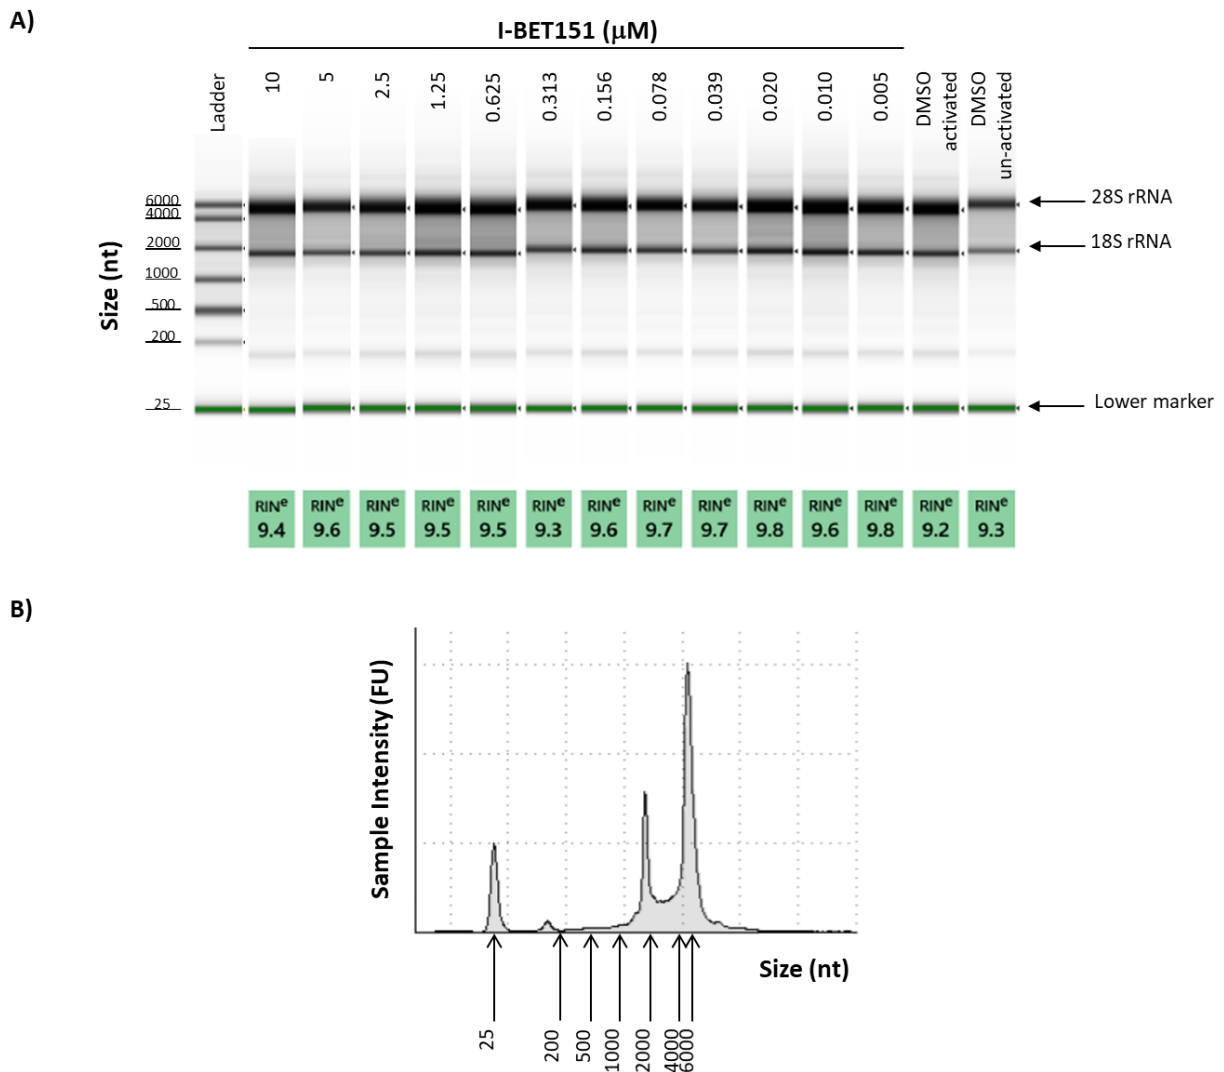 A)
I-BET151 (µM)
Ladder
10
5
2.5
1.25
0.625
0.313
0.156
0.078
0.039
0.020
0.010
0.005
DMSO
activated
DMSO
un-activated
Size (nt)
6000
4000
2000
1000
500
200
25
28S rRNA
18S rRNA
Lower marker
RINe RINe RINe RINe RINe RINe RINe RINe RINe RINe RINe RINe RINe RINe
9.4 9.6 9.5 9.5 9.5 9.3 9.6 9.7 9.7 9.8 9.6 9.8 9.2 9.3
B)
Sample Intensity (FU)
Size (nt)
25
200
500
1000
2000
4000
6000